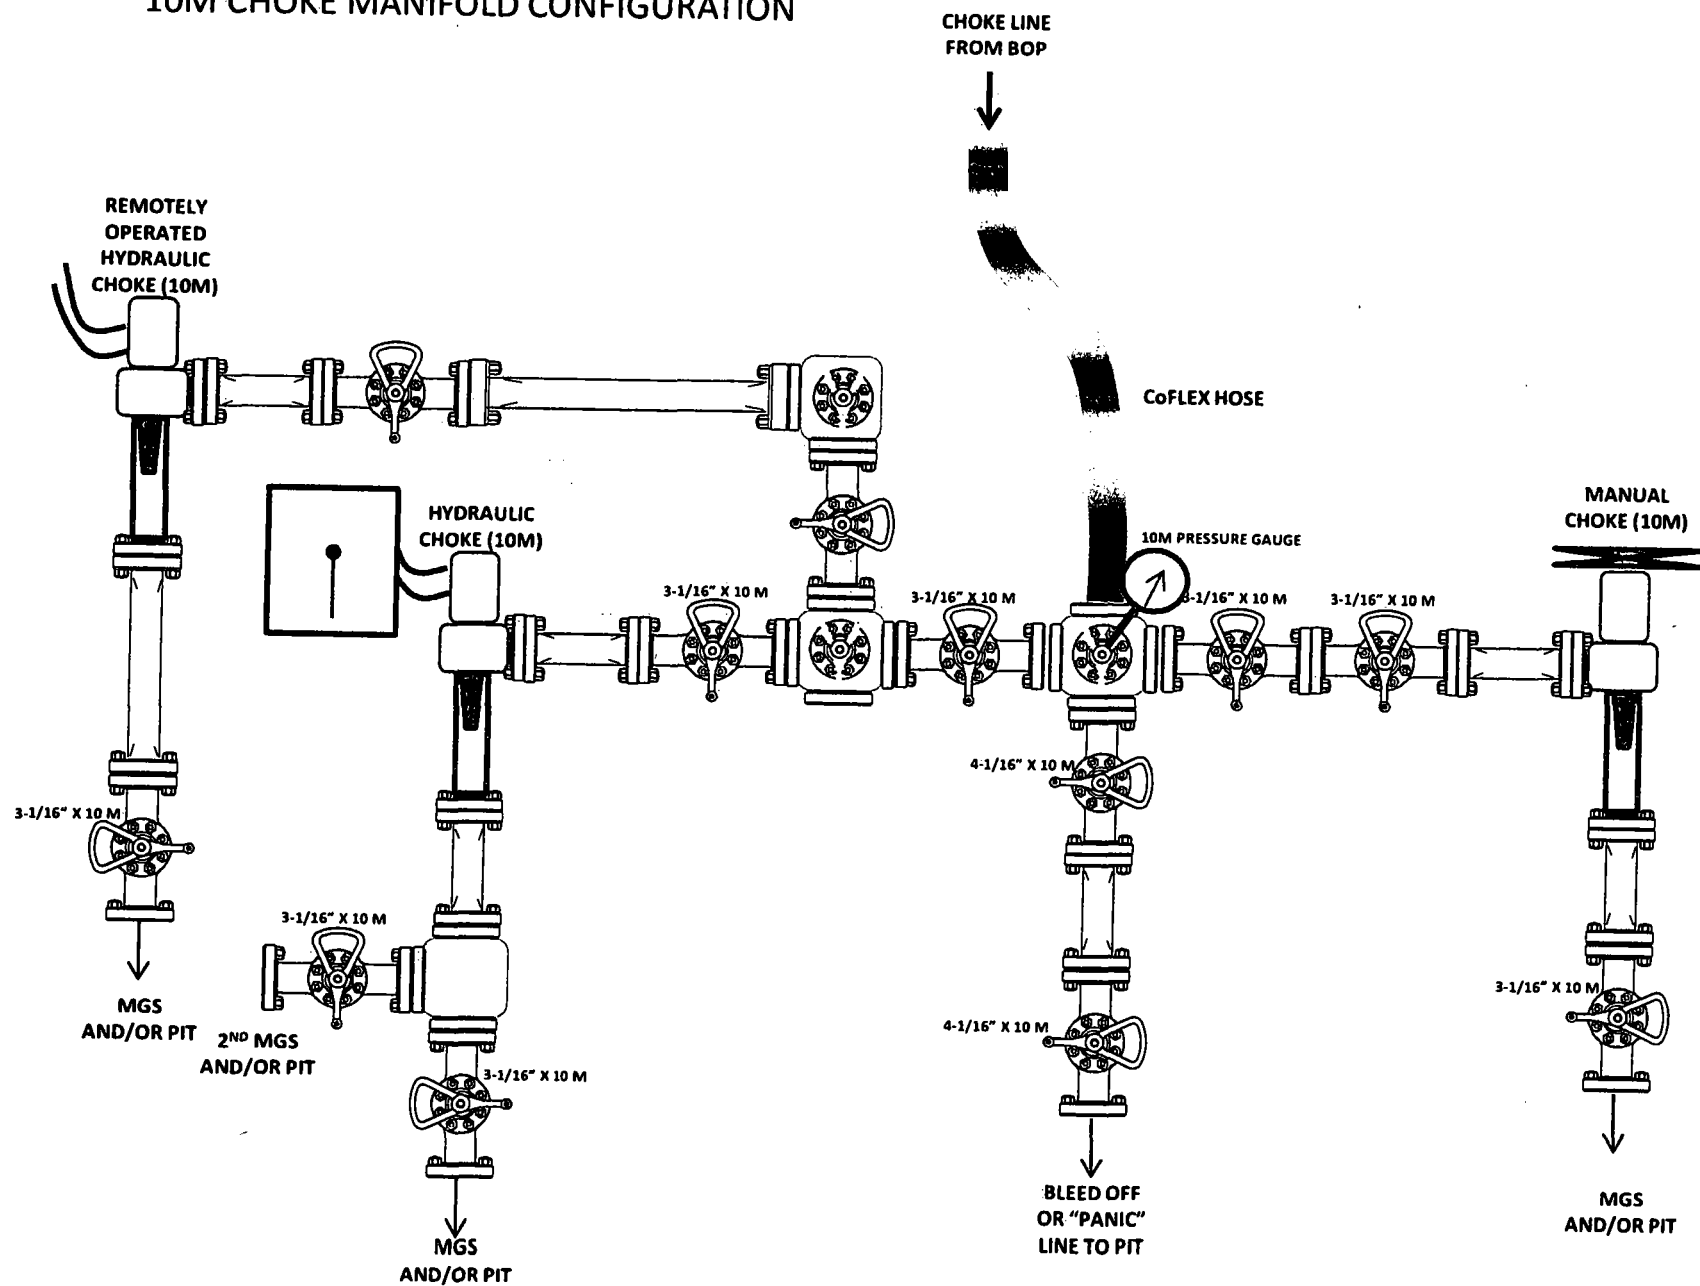 10M CHOKE MANIFOLD CONFIGURATION
CHOKE LINE
FROM BOP
REMOTELY
OPERATED
HYDRAULIC
CHOKE (10M)
CoFLEX HOSE
HYDRAULIC
CHOKE (10M)
MANUAL
CHOKE (10M)
10M PRESSURE GAUGE
3-1/16" X 10 M
3-1/16" X 10 M
3-1/16" X 10 M
3-1/16" X 10 M
4-1/16" X 10 M
3-1/16" X 10 M
3-1/16" X 10 M
3-1/16" X 10 M
4-1/16" X 10 M
3-1/16" X 10 M
MGS
AND/OR PIT
2ND MGS
AND/OR PIT
BLEED OFF
OR "PANIC"
LINE TO PIT
MGS
AND/OR PIT
MGS
AND/OR PIT